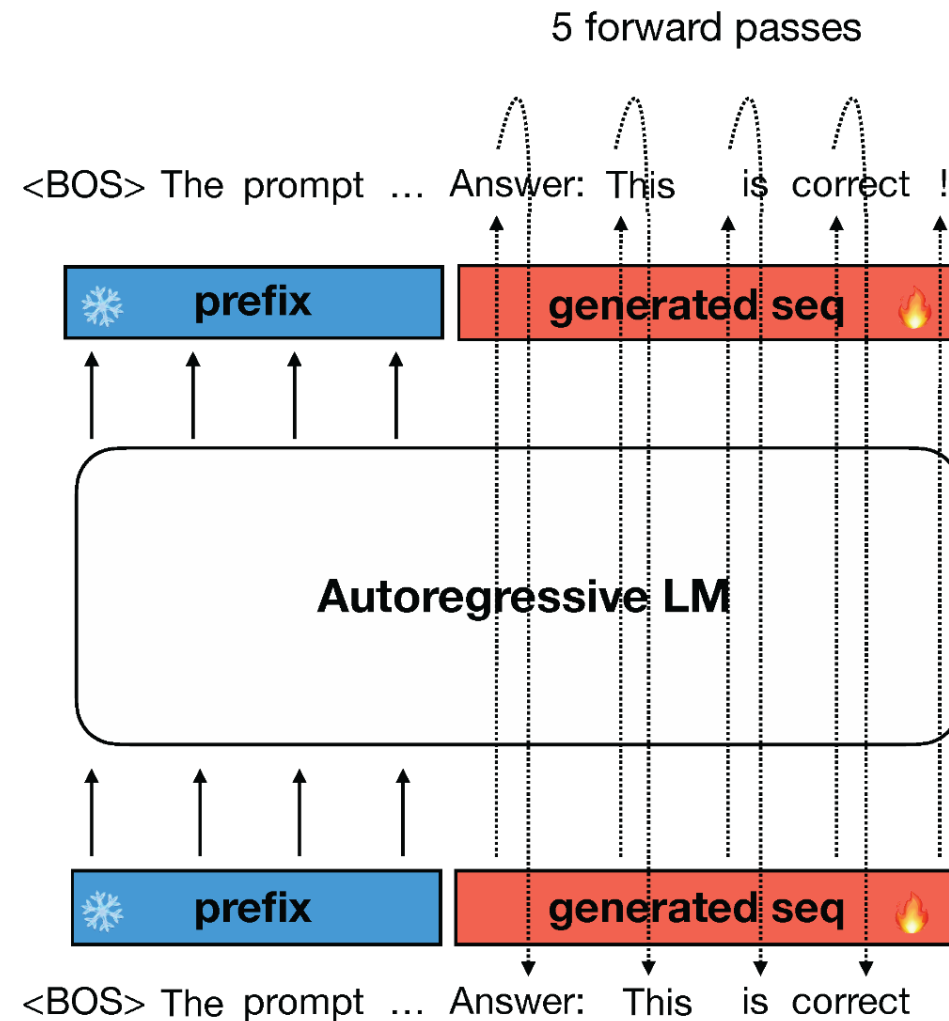 5 forward passes
<BOS> The prompt ... Answer: This is correct !
prefix generated seq
Autoregressive LM
prefix generated seq
<BOS> The prompt ... Answer: This is correct